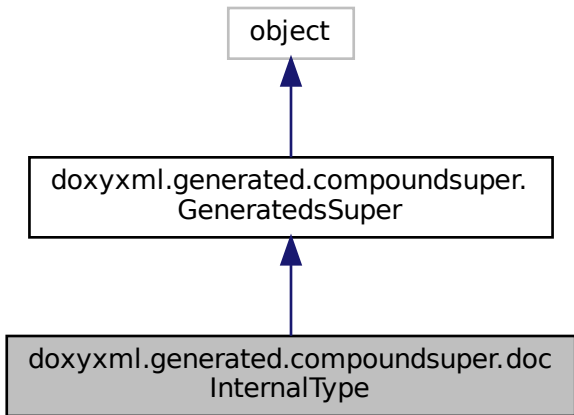 object
doxyxml.generated.compoundsuper.
GeneratedsSuper
doxyxml.generated.compoundsuper.doc
InternalType